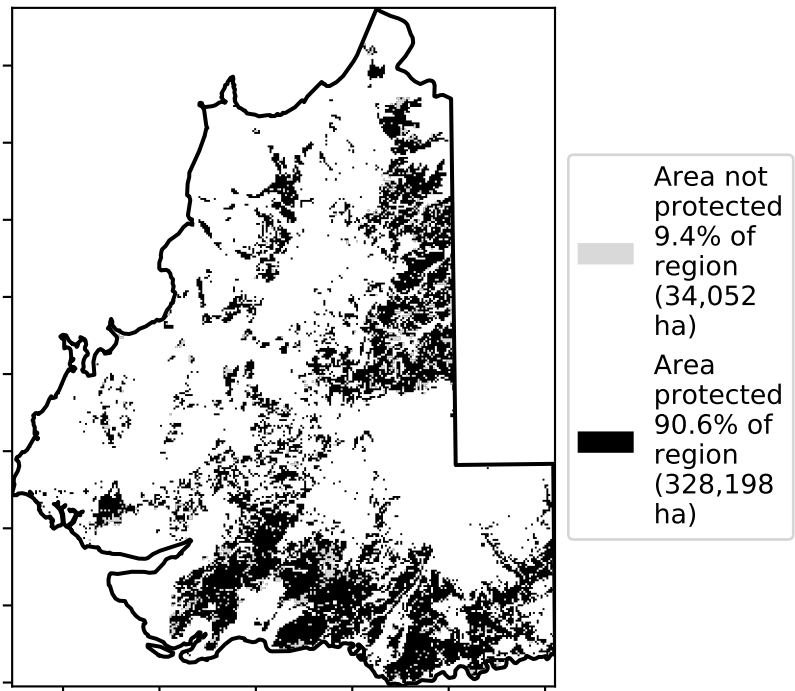 Area not
protected
9.4% of
region
(34,052
ha)
Area
protected
90.6% of
region
(328,198
ha)